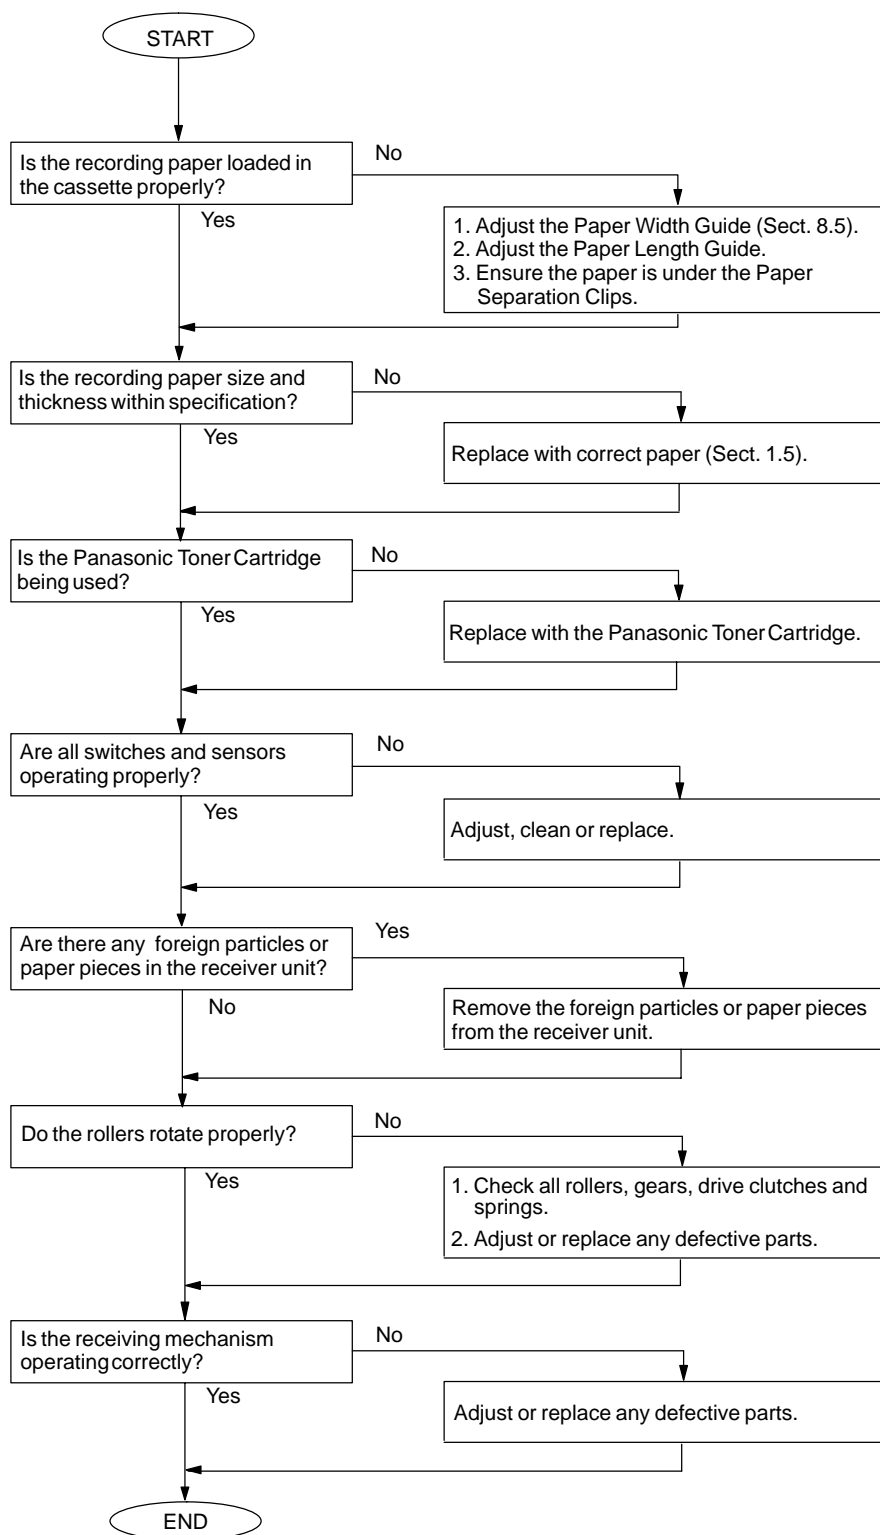 START
Is the recording paper loaded in
the cassette properly?
No
Yes
1. Adjust the Paper Width Guide (Sect. 8.5).
2. Adjust the Paper Length Guide.
3. Ensure the paper is under the Paper
Separation Clips.
Is the recording paper size and
thickness within specification?
No
Yes
Replace with correct paper (Sect. 1.5).
Is the Panasonic Toner Cartridge
being used?
No
Yes
Replace with the Panasonic Toner Cartridge.
Are all switches and sensors
operating properly?
No
Yes
Adjust, clean or replace.
Are there any foreign particles or
paper pieces in the receiver unit?
Yes
No
Remove the foreign particles or paper pieces
from the receiver unit.
Do the rollers rotate properly?
No
Yes
1. Check all rollers, gears, drive clutches and
springs.
2. Adjust or replace any defective parts.
Is the receiving mechanism
operating correctly?
No
Yes
Adjust or replace any defective parts.
END